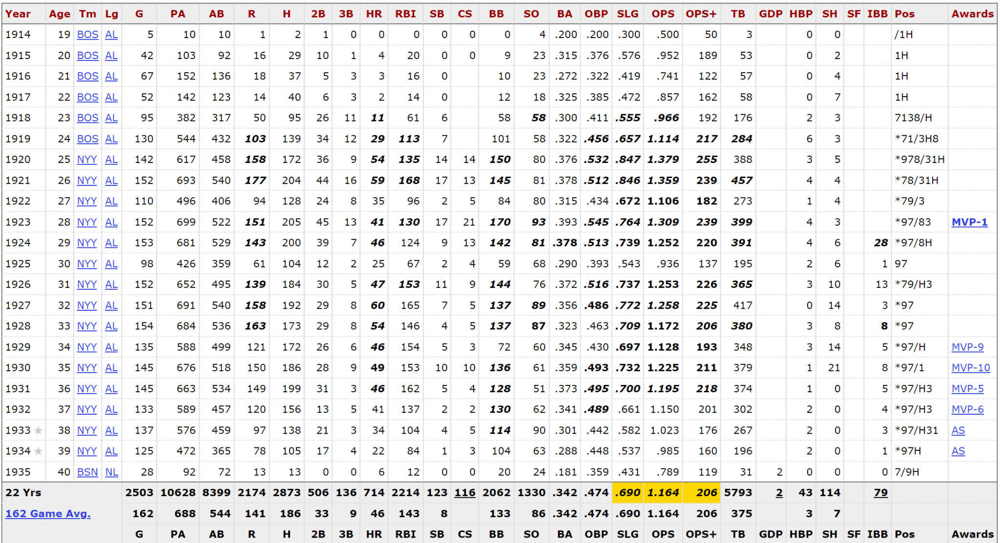 Year Age Tm Lg G PA AB R H 2B 3B HR RBI SB CS BB SO BA OBP SLG OPS OPS+ TB GDP HBP SH SF IBB Pos Awards
1914 19 BOS AL 5 10 10 1 2 1 0 0 0 0 0 0 4 .200 .200 .300 .500 50 3 0 0 /1H
1915 20 BOS AL 42 103 92 16 29 10 1 4 20 0 0 9 23 .315 .376 .576 .952 189 53 0 2 1H
1916 21 BOS AL 67 152 136 18 37 5 3 3 16 0 10 23 .272 .322 .419 .741 122 57 0 4 1H
1917 22 BOS AL 52 142 123 14 40 6 3 2 14 0 12 18 .325 .385 .472 .857 162 58 0 7 1H
1918 23 BOS AL 95 382 317 50 95 26 11 11 61 6 58 58 .300 .411 .555 .966 192 176 2 3 7138/H
1919 24 BOS AL 130 544 432 103 139 34 12 29 113 7 101 58 .322 .456 .657 1.114 217 284 6 3 *71/3H8
1920 25 NYY AL 142 617 458 158 172 36 9 54 135 14 14 150 80 .376 .532 .847 1.379 255 388 3 5 *978/31H
1921 26 NYY AL 152 693 540 177 204 44 16 59 168 17 13 145 81 .378 .512 .846 1.359 239 457 4 4 *78/31H
1922 27 NYY AL 110 496 406 94 128 24 8 35 96 2 5 84 80 .315 .434 .672 1.106 182 273 1 4 *79/3
1923 28 NYY AL 152 699 522 151 205 45 13 41 130 17 21 170 93 .393 .545 .764 1.309 239 399 4 3 *97/83 MVP-1
1924 29 NYY AL 153 681 529 143 200 39 7 46 124 9 13 142 81 .378 .513 .739 1.252 220 391 4 6 28 *97/8H
1925 30 NYY AL 98 426 359 61 104 12 2 25 67 2 4 59 68 .290 .393 .543 .936 137 195 2 6 1 97
1926 31 NYY AL 152 652 495 139 184 30 5 47 153 11 9 144 76 .372 .516 .737 1.253 226 365 3 10 13 *79/H3
1927 32 NYY AL 151 691 540 158 192 29 8 60 165 7 5 137 89 .356 .486 .772 1.258 225 417 0 14 3 *97
1928 33 NYY AL 154 684 536 163 173 29 8 54 146 4 5 137 87 .323 .463 .709 1.172 206 380 3 8 8 *97
1929 34 NYY AL 135 588 499 121 172 26 6 46 154 5 3 72 60 .345 .430 .697 1.128 193 348 3 14 5 *97/H MVP-9
1930 35 NYY AL 145 676 518 150 186 28 9 49 153 10 10 136 61 .359 .493 .732 1.225 211 379 1 21 8 *97/1 MVP-10
1931 36 NYY AL 145 663 534 149 199 31 3 46 162 5 4 128 51 .373 .495 .700 1.195 218 374 1 0 5 *97/H3 MVP-5
1932 37 NYY AL 133 589 457 120 156 13 5 41 137 2 2 130 62 .341 .489 .661 1.150 201 302 2 0 4 *97/H3 MVP-6
1933 ★ 38 NYY AL 137 576 459 97 138 21 3 34 104 4 5 114 90 .301 .442 .582 1.023 176 267 2 0 3 *97/H31 AS
1934 ★ 39 NYY AL 125 472 365 78 105 17 4 22 84 1 3 104 63 .288 .448 .537 .985 160 196 2 0 1 *97H AS
1935 40 BSN NL 28 92 72 13 13 0 0 6 12 0 0 20 24 .181 .359 .431 .789 119 31 2 0 0 0 7/9H
22 Yrs 2503 10628 8399 2174 2873 506 136 714 2214 123 116 2062 1330 .342 .474 .690 1.164 206 5793 2 43 114 79
162 Game Avg. 162 688 544 141 186 33 9 46 143 8 133 86 .342 .474 .690 1.164 206 375 3 7
G PA AB R H 2B 3B HR RBI SB CS BB SO BA OBP SLG OPS OPS+ TB GDP HBP SH SF IBB Pos Awards